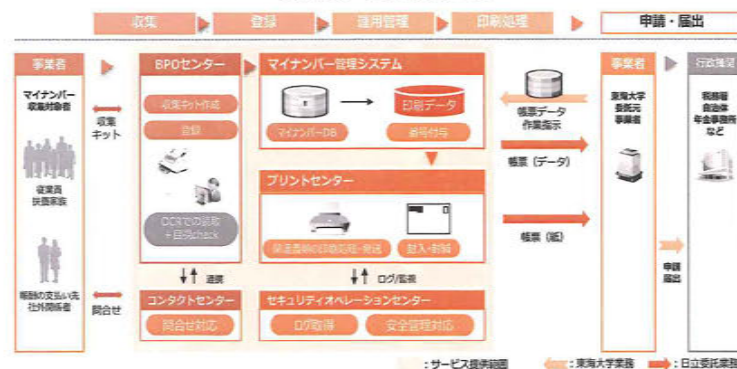 収集
登録
運用管理
印刷処理
申請・届出
事業者
マイナンバー
収集対象者
従業員
扶養家族
報酬の支払い先
社外関係者
収集
キット
問合せ
BPOセンター
収集キット作成
登録
OCRでの読取
+目視check
連携
コンタクトセンター
問合せ対応
マイナンバー管理システム
マイナンバーDB
印刷データ
番号付与
プリントセンター
封入・封緘
ログ/監視
セキュリティオペレーションセンター
ログ取得
安全管理対応
帳票データ
作業指示
帳票(データ)
帳票(紙)
事業者
東海大学
委託元
事業者
申請
届出
行政機関
税務署
自治体
年金事務所
など
:サービス提供範囲
:東海大学業務
:日立委託業務